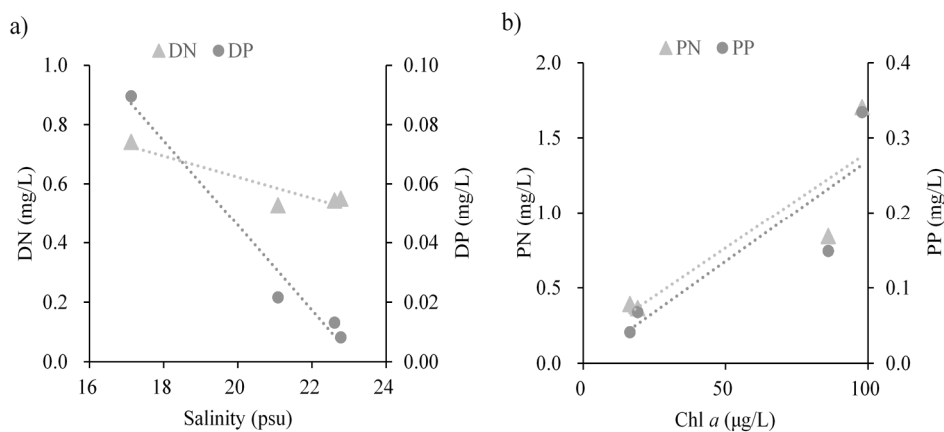 a)
DN DP
DN (mg/L)
1.0
0.8
0.6
0.4
0.2
0.0
0.10
0.08
0.06
0.04
0.02
0.00
DP (mg/L)
16 18 20 22 24
Salinity (psu)
b)
PN PP
PN (mg/L)
2.0
1.5
1.0
0.5
0.0
0.4
0.3
0.2
0.1
0.0
PP (mg/L)
0 50 100
Chl a (μg/L)